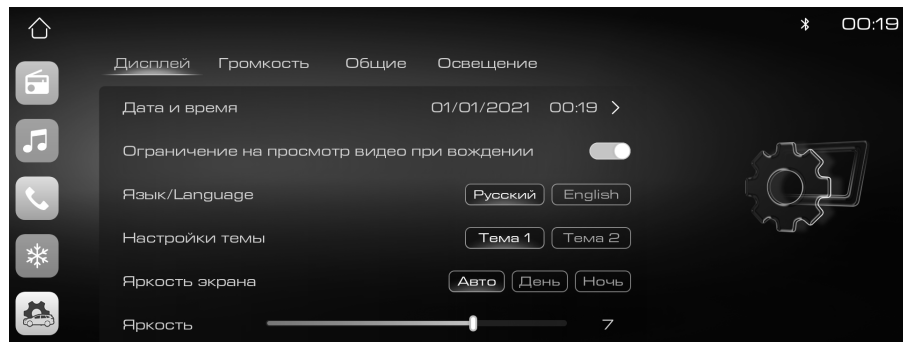 00:19
Дисплей Громкость Общие Освещение
Дата и время 01/01/2021 00:19
Ограничение на просмотр видео при вождении
Язык/Language Русский English
Настройки темы Тема 1 Тема 2
Яркость экрана Авто День Ночь
Яркость 7